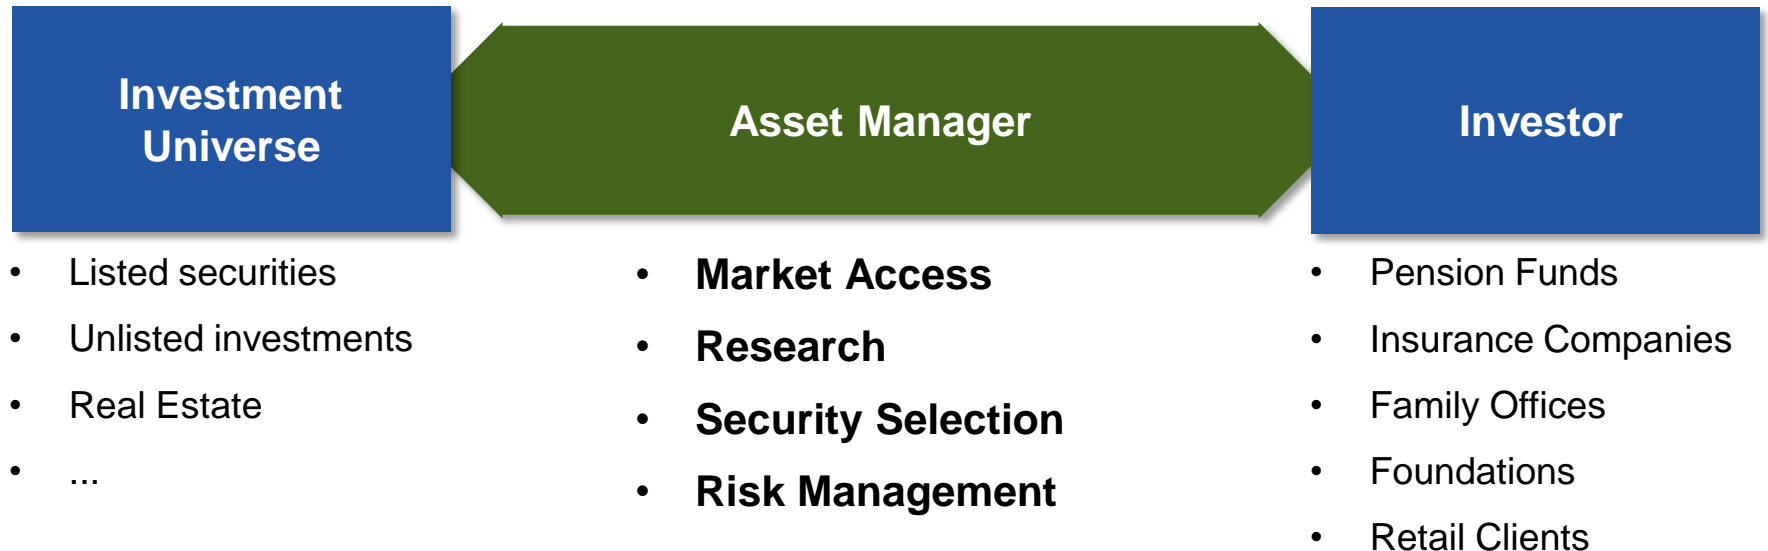 Investment
Universe
Asset Manager
Investor
• Listed securities
• Unlisted investments
• Real Estate
• ...
• Market Access
• Research
• Security Selection
• Risk Management
• Pension Funds
• Insurance Companies
• Family Offices
• Foundations
• Retail Clients